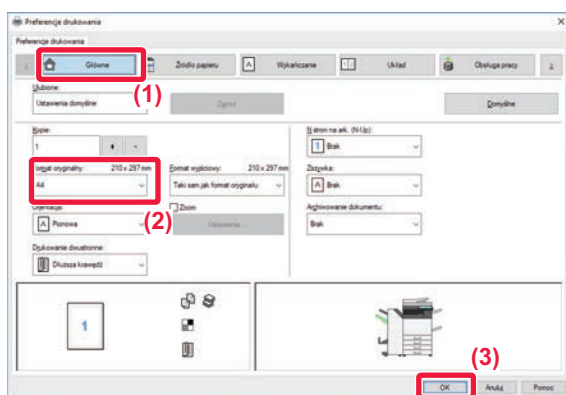 Preferencje drukowania
Preferencje drukowania
Główne
Źródło papieru
Wykańczanie
Układ
Obsługa pracy
(1)
Ulubione:
Ustawienia domyślne
Zapisz
Domyślne
Kopie:
1
+ -
N stron na ark. (N-Up):
1 Brak
Format oryginalny: 210 x 297 mm
A4
Format wyjściowy: 210 x 297 mm
Taki sam jak format oryginału
Zszywka:
A Brak
(2)
Orientacja:
A Pionowa
Zoom
Ustawienia...
Archiwowanie dokumentu:
Brak
Drukowanie dwustronne:
Dłuższa krawędź
1
(3)
OK
Anuluj
Pomoc